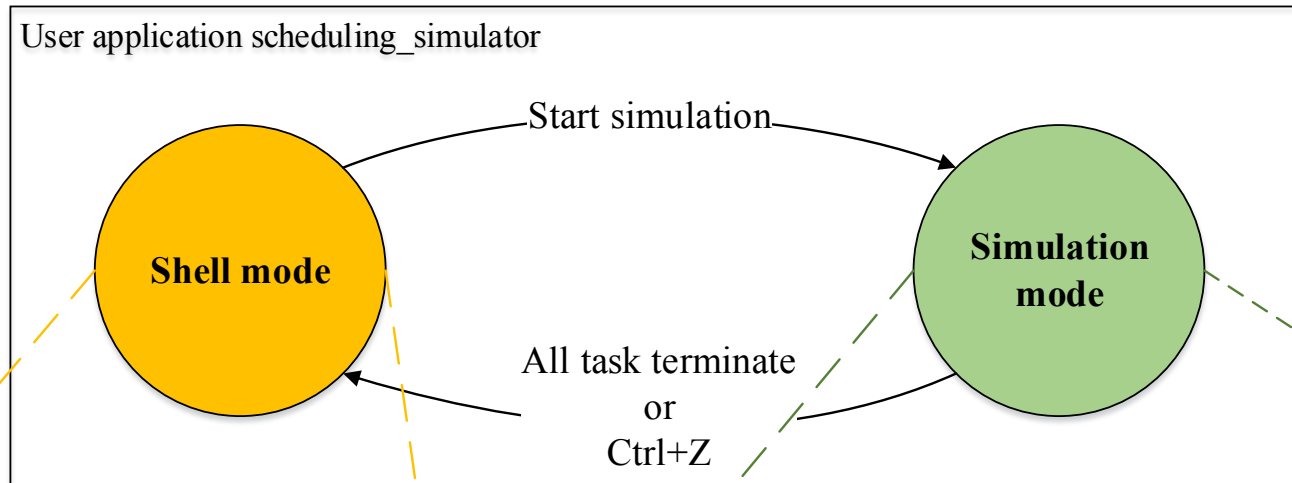 User application scheduling_simulator
Start simulation
Shell mode
Simulation
mode
All task terminate
or
Ctrl+Z